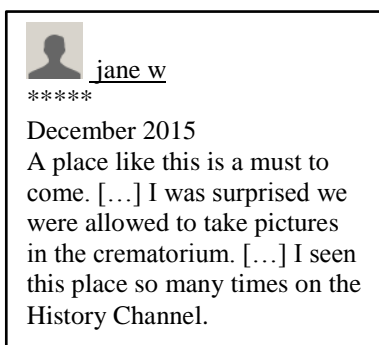 jane w
*****
December 2015
A place like this is a must to
come. […] I was surprised we
were allowed to take pictures
in the crematorium. […] I seen
this place so many times on the
History Channel.